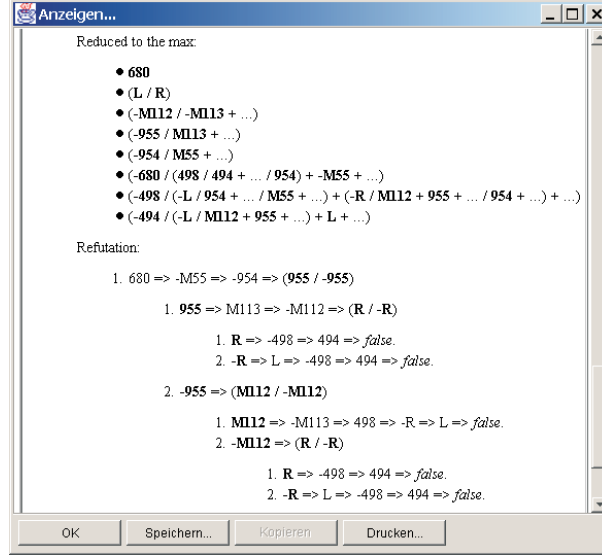 Anzeigen...
Reduced to the max:
• 680
• (L / R)
• (-M112 / -M113 + ...)
• (-955 / M113 + ...)
• (-954 / M55 + ...)
• (-680 / (498 / 494 + ... / 954) + -M55 + ...)
• (-498 / (-L / 954 + ... / M55 + ...) + (-R / M112 + 955 + ... / 954 + ...) + ...)
• (-494 / (-L / M112 + 955 + ...) + L + ...)
Refutation:
1. 680 => -M55 => -954 => (955 / -955)
1. 955 => M113 => -M112 => (R / -R)
1. R => -498 => 494 => false.
2. -R => L => -498 => 494 => false.
2. -955 => (M112 / -M112)
1. M112 => -M113 => 498 => -R => L => false.
2. -M112 => (R / -R)
1. R => -498 => 494 => false.
2. -R => L => -498 => 494 => false.
OK Speichern... Kopieren Drucken...